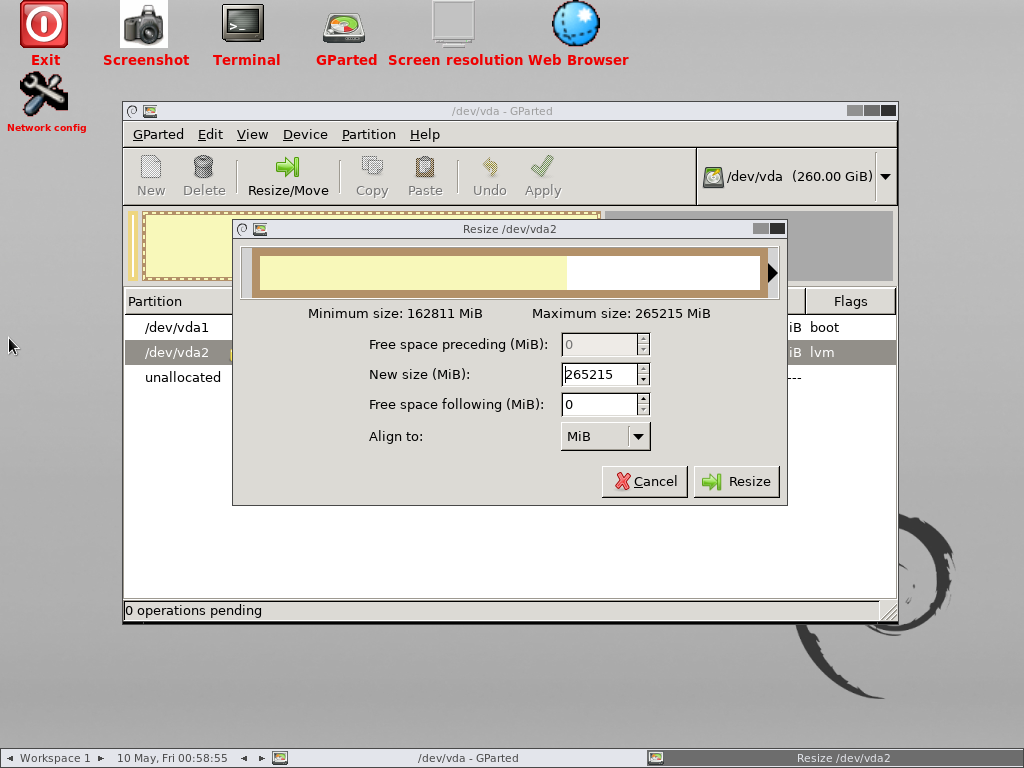 Exit
Screenshot
Terminal
GParted
Screen resolution
Web Browser
Network config
/dev/vda - GParted
GParted Edit View Device Partition Help
New Delete Resize/Move Copy Paste Undo Apply
/dev/vda (260.00 GiB)
Resize /dev/vda2
Partition
Flags
/dev/vda1
iB boot
/dev/vda2
iB lvm
unallocated
---
Minimum size: 162811 MiB Maximum size: 265215 MiB
Free space preceding (MiB): 0
New size (MiB): 265215
Free space following (MiB): 0
Align to: MiB
Cancel Resize
0 operations pending
Workspace 1 10 May, Fri 00:58:55 /dev/vda - GParted Resize /dev/vda2